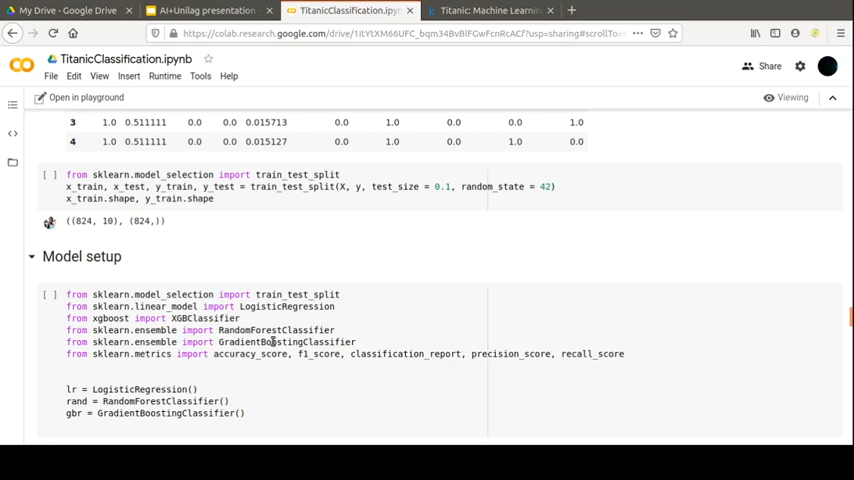 My Drive - Google Drive
AI+Unilag presentation -
TitanicClassification.ipyn
Titanic: Machine Learning
https://colab.research.google.com/drive/1ItYtXM66UFC_bqm34BvBlFGwFcnRcACf?usp=sharing#scrollTo=
TitanicClassification.ipynb
Share
File Edit View Insert Runtime Tools Help
Open in playground
Viewing
3 1.0 0.511111 0.0 0.0 0.015713 0.0 1.0 0.0 0.0 1.0
4 1.0 0.511111 0.0 0.0 0.015127 0.0 1.0 0.0 1.0 0.0
[ ] from sklearn.model_selection import train_test_split
x_train, x_test, y_train, y_test = train_test_split(X, y, test_size = 0.1, random_state = 42)
x_train.shape, y_train.shape
((824, 10), (824,))
Model setup
[ ] from sklearn.model_selection import train_test_split
from sklearn.linear_model import LogisticRegression
from xgboost import XGBClassifier
from sklearn.ensemble import RandomForestClassifier
from sklearn.ensemble import GradientBoostingClassifier
from sklearn.metrics import accuracy_score, f1_score, classification_report, precision_score, recall_score
lr = LogisticRegression()
rand = RandomForestClassifier()
gbr = GradientBoostingClassifier()